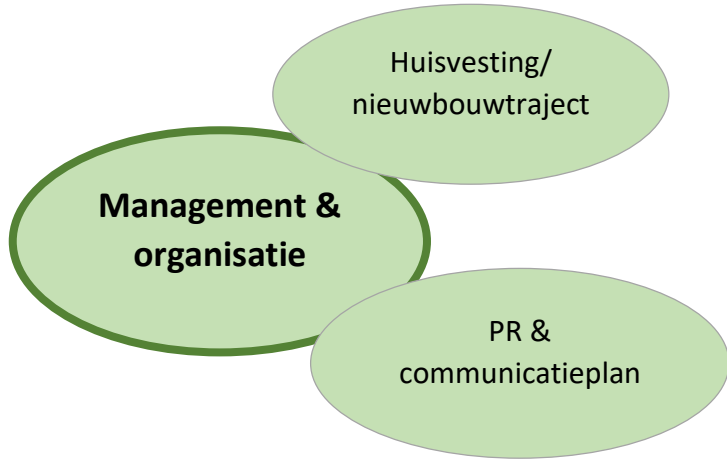 Huisvesting/
nieuwbouwtraject
Management &
organisatie
PR &
communicatieplan